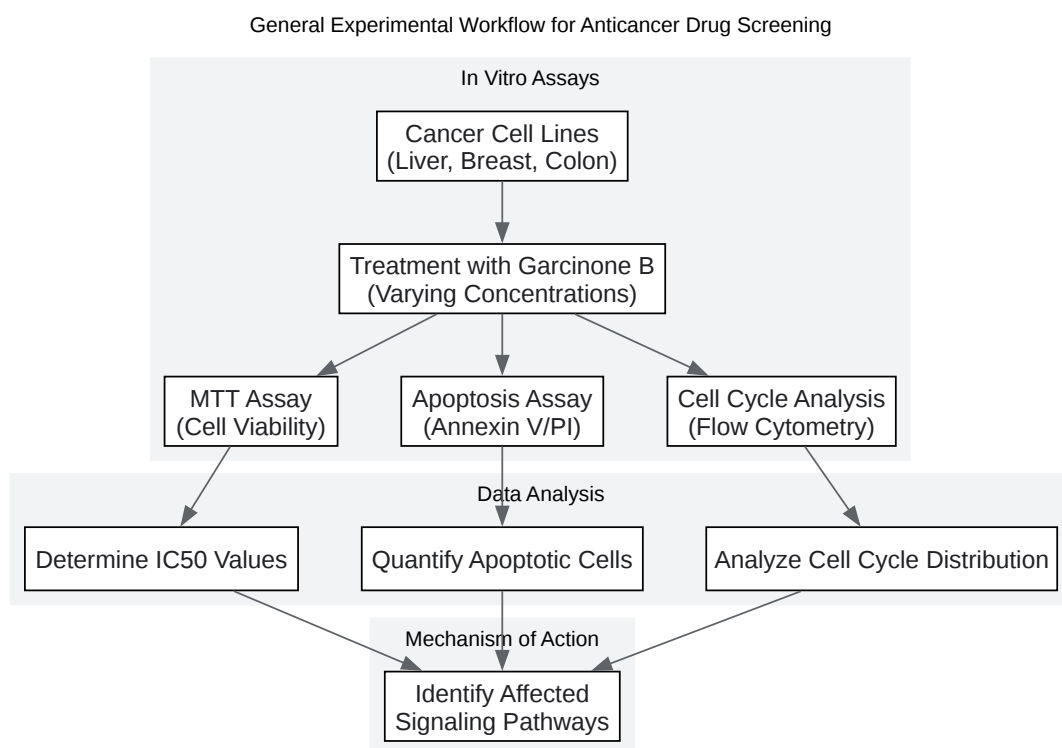 General Experimental Workflow for Anticancer Drug Screening
In Vitro Assays
Cancer Cell Lines
(Liver, Breast, Colon)
Treatment with Garcinone B
(Varying Concentrations)
MTT Assay
(Cell Viability)
Apoptosis Assay
(Annexin V/PI)
Cell Cycle Analysis
(Flow Cytometry)
Data Analysis
Determine IC50 Values
Quantify Apoptotic Cells
Analyze Cell Cycle Distribution
Mechanism of Action
Identify Affected
Signaling Pathways